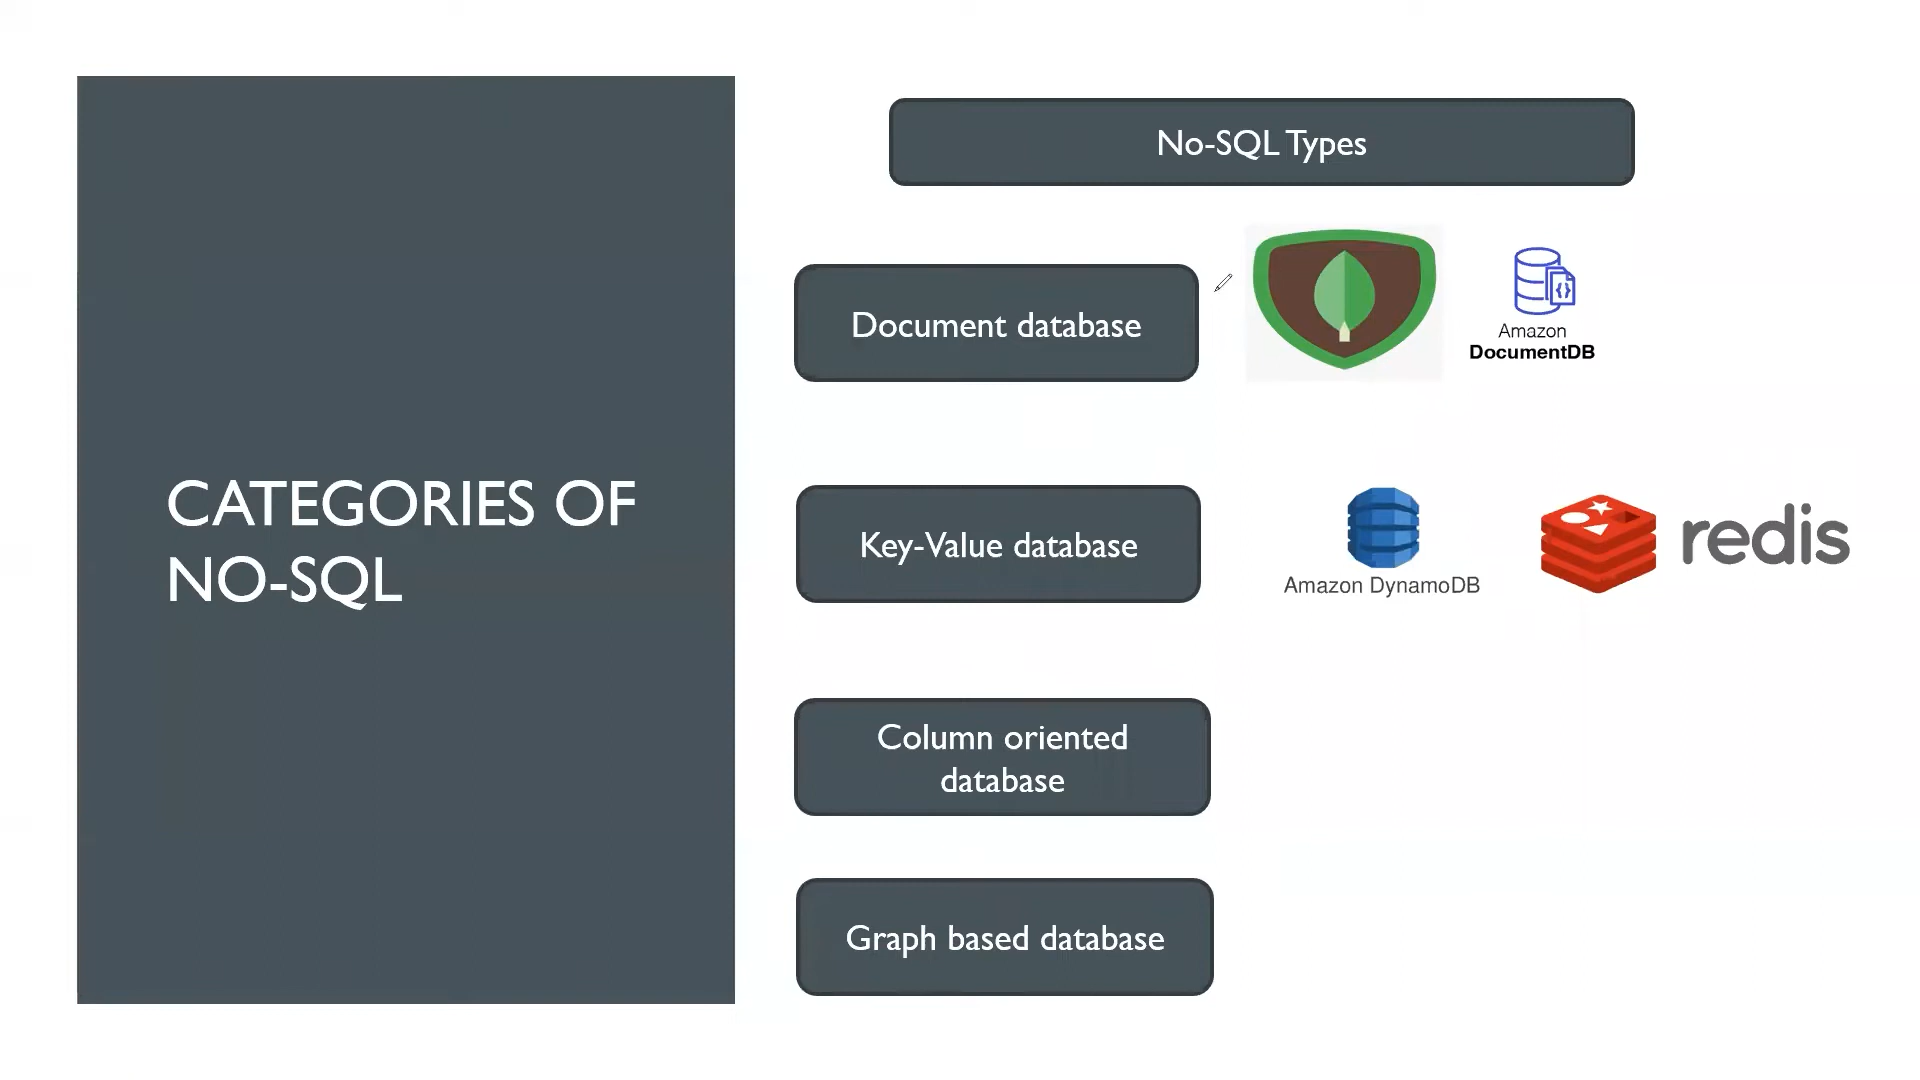 CATEGORIES OF
NO-SQL
No-SQL Types
Document database
Amazon
DocumentDB
Key-Value database
Amazon DynamoDB
redis
Column oriented
database
Graph based database